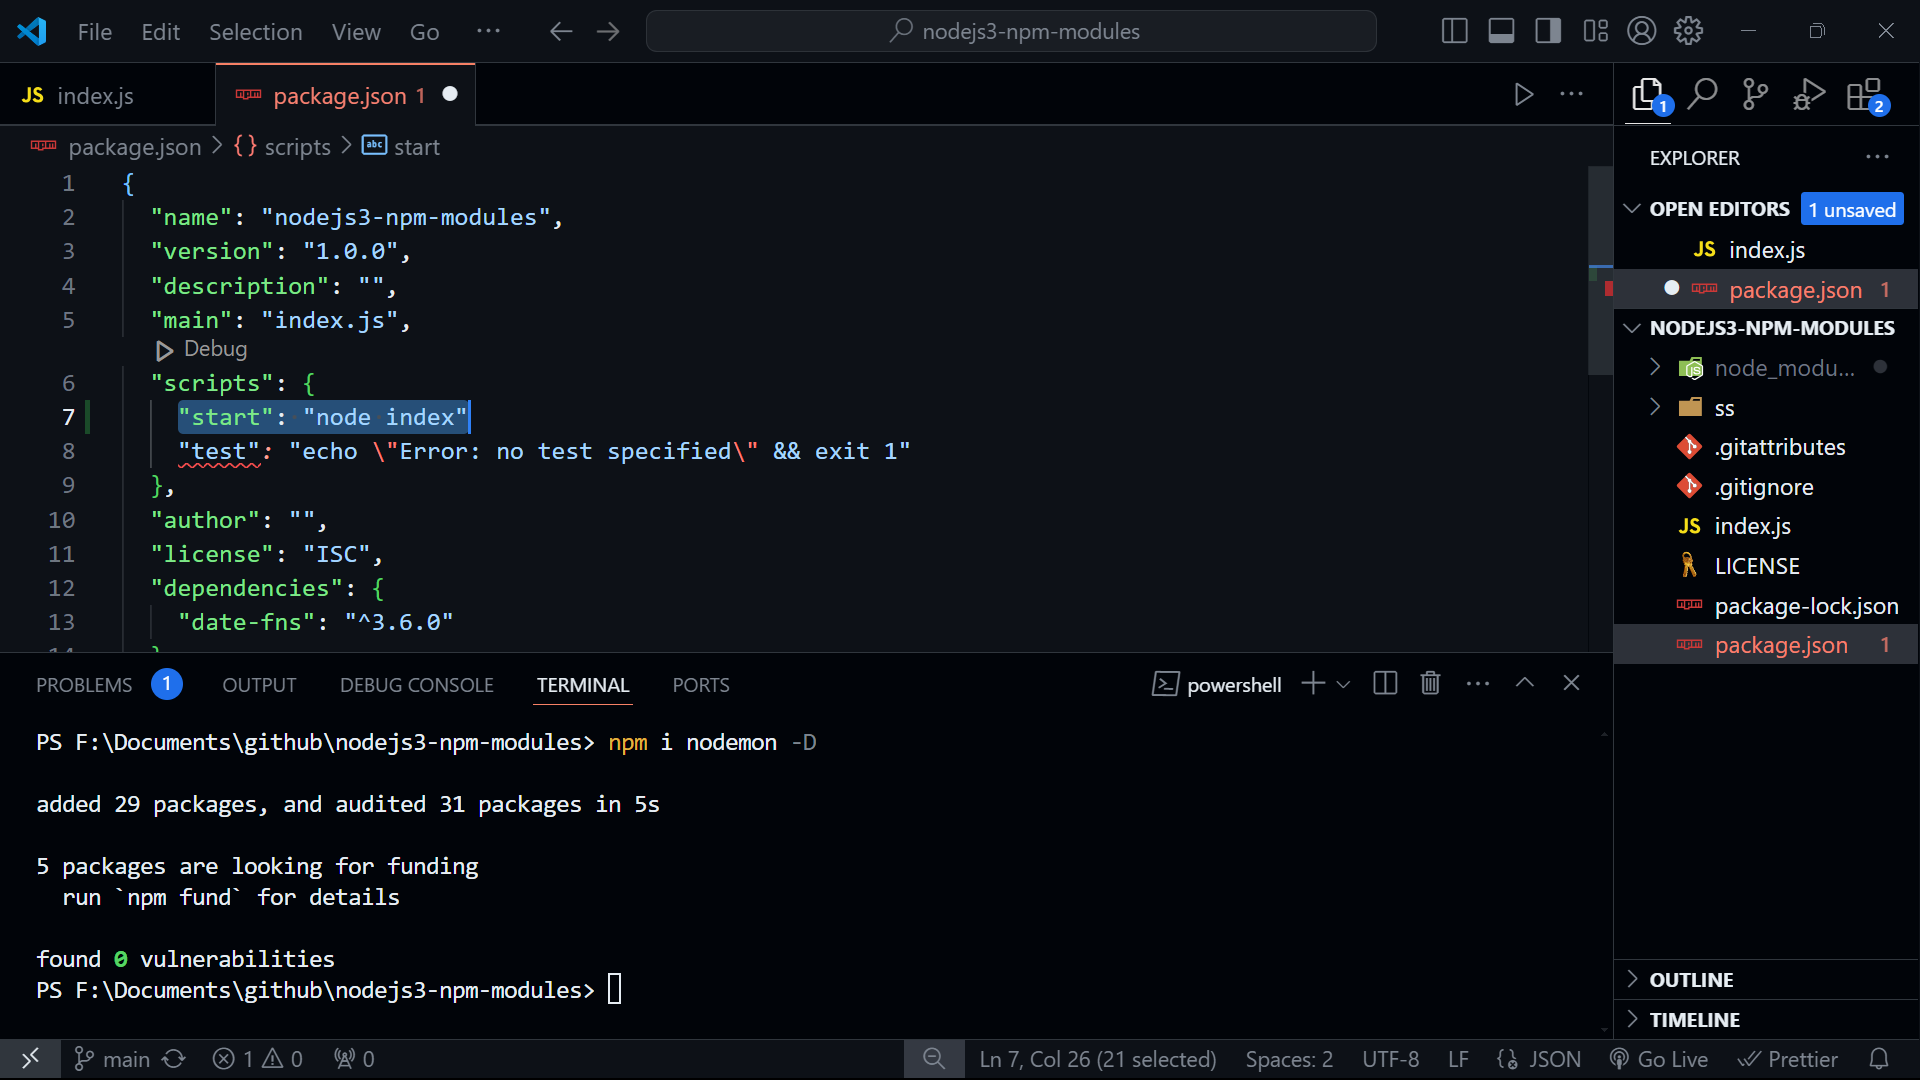 File Edit Selection View Go ··· nodejs3-npm-modules
JS index.js
package.json 1
package.json > {} scripts > abc start
1 {
2 "name": "nodejs3-npm-modules",
3 "version": "1.0.0",
4 "description": "",
5 "main": "index.js",
Debug
6 "scripts": {
7 "start": "node index"
8 "test": "echo \"Error: no test specified\" && exit 1"
9 },
10 "author": "",
11 "license": "ISC",
12 "dependencies": {
13 "date-fns": "^3.6.0"
14 }
PROBLEMS 1 OUTPUT DEBUG CONSOLE TERMINAL PORTS
powershell
PS F:\Documents\github\nodejs3-npm-modules> npm i nodemon -D
added 29 packages, and audited 31 packages in 5s
5 packages are looking for funding
run `npm fund` for details
found 0 vulnerabilities
PS F:\Documents\github\nodejs3-npm-modules>
1
2
EXPLORER
OPEN EDITORS 1 unsaved
JS index.js
package.json 1
NODEJS3-NPM-MODULES
node_modu...
ss
.gitattributes
.gitignore
JS index.js
LICENSE
package-lock.json
package.json 1
OUTLINE
TIMELINE
main 1 0 0
Ln 7, Col 26 (21 selected) Spaces: 2 UTF-8 LF {} JSON Go Live Prettier